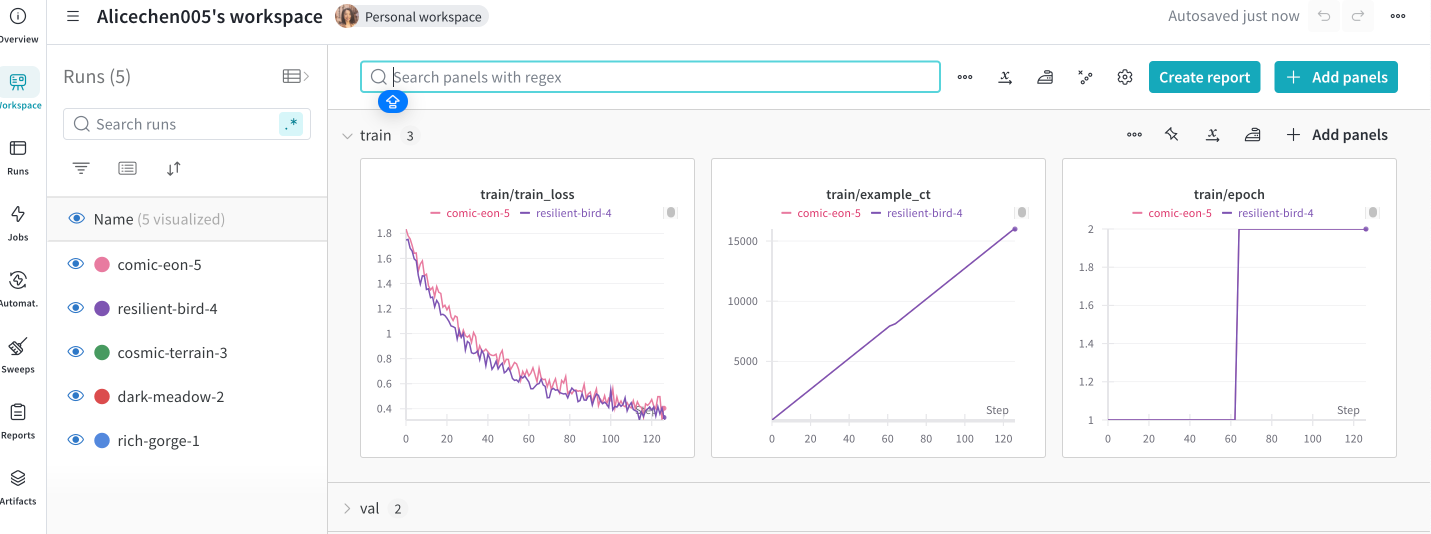 Alicechen005's workspace Personal workspace Autosaved just now
Overview
Workspace
Runs
Jobs
Automat.
Sweeps
Reports
Artifacts
Runs (5)
Search runs .*
Name (5 visualized)
comic-eon-5
resilient-bird-4
cosmic-terrain-3
dark-meadow-2
rich-gorge-1
Search panels with regex Create report Add panels
train 3 Add panels
train/train_loss
comic-eon-5 resilient-bird-4
1.8
1.6
1.4
1.2
1
0.8
0.6
0.4
0 20 40 60 80 100 120
train/example_ct
comic-eon-5 resilient-bird-4
15000
10000
5000
Step
0 20 40 60 80 100 120
train/epoch
comic-eon-5 resilient-bird-4
2
1.8
1.6
1.4
1.2
1
Step
0 20 40 60 80 100 120
val 2